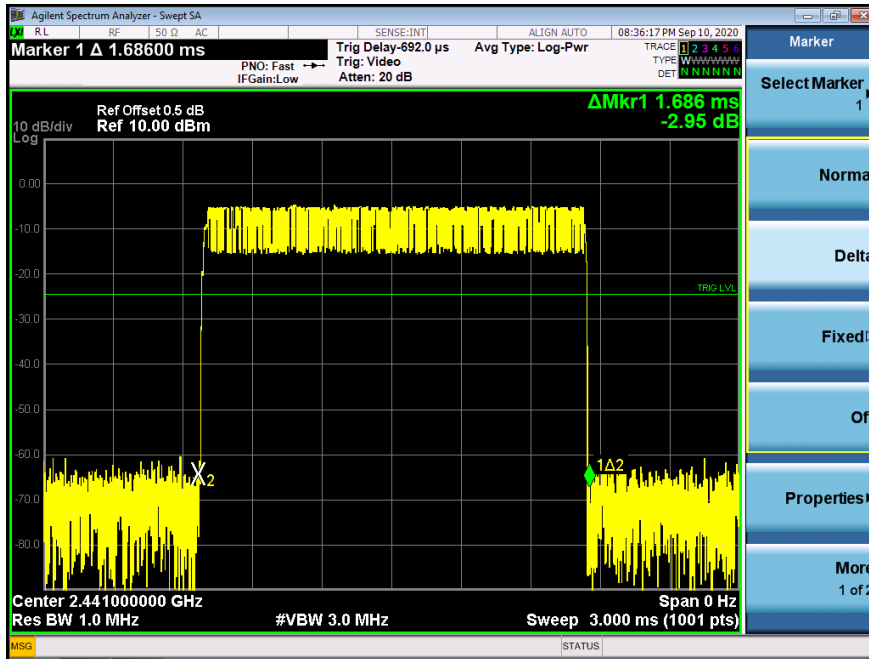 Agilent Spectrum Analyzer - Swept SA
LXI RL RF 50 Ω AC SENSE:INT ALIGN AUTO 08:36:17 PM Sep 10, 2020
Marker 1 Δ 1.68600 ms
PNO: Fast
IFGain:Low
Trig Delay-692.0 µs
Trig: Video
Atten: 20 dB
Avg Type: Log-Pwr
TRACE 1 2 3 4 5 6
TYPE WWWWWW
DET N N N N N N
Marker
Select Marker
1
Norma
Delta
Fixed
Of
Properties
More
1 of 2
ΔMkr1 1.686 ms
-2.95 dB
Ref Offset 0.5 dB
10 dB/div Ref 10.00 dBm
Log
0.00
-10.0
-20.0
TRIG LVL
-30.0
-40.0
-50.0
-60.0
1Δ2
X2
-70.0
-80.0
Center 2.441000000 GHz Span 0 Hz
Res BW 1.0 MHz #VBW 3.0 MHz Sweep 3.000 ms (1001 pts)
MSG STATUS